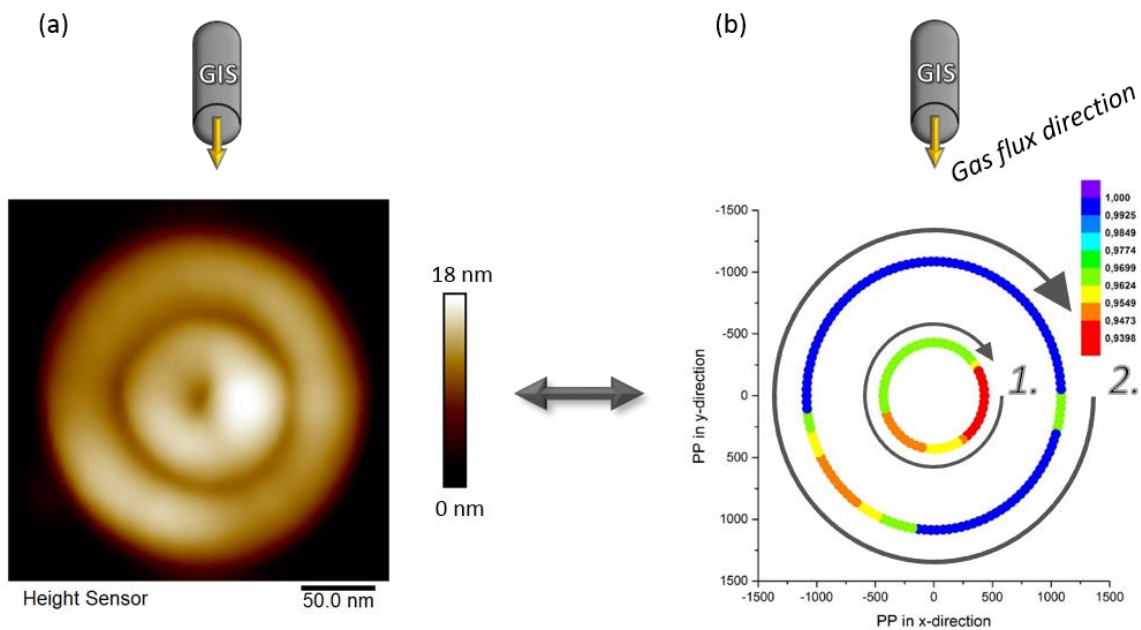 (a)
GIS
18 nm
0 nm
Height Sensor
50.0 nm
(b)
GIS
Gas flux direction
1,000
0,9925
0,9849
0,9774
0,9699
0,9624
0,9549
0,9473
0,9398
-1500
-1000
-500
0
500
1000
1500
PP in y-direction
1.
2.
-1500 -1000 -500 0 500 1000 1500
PP in x-direction